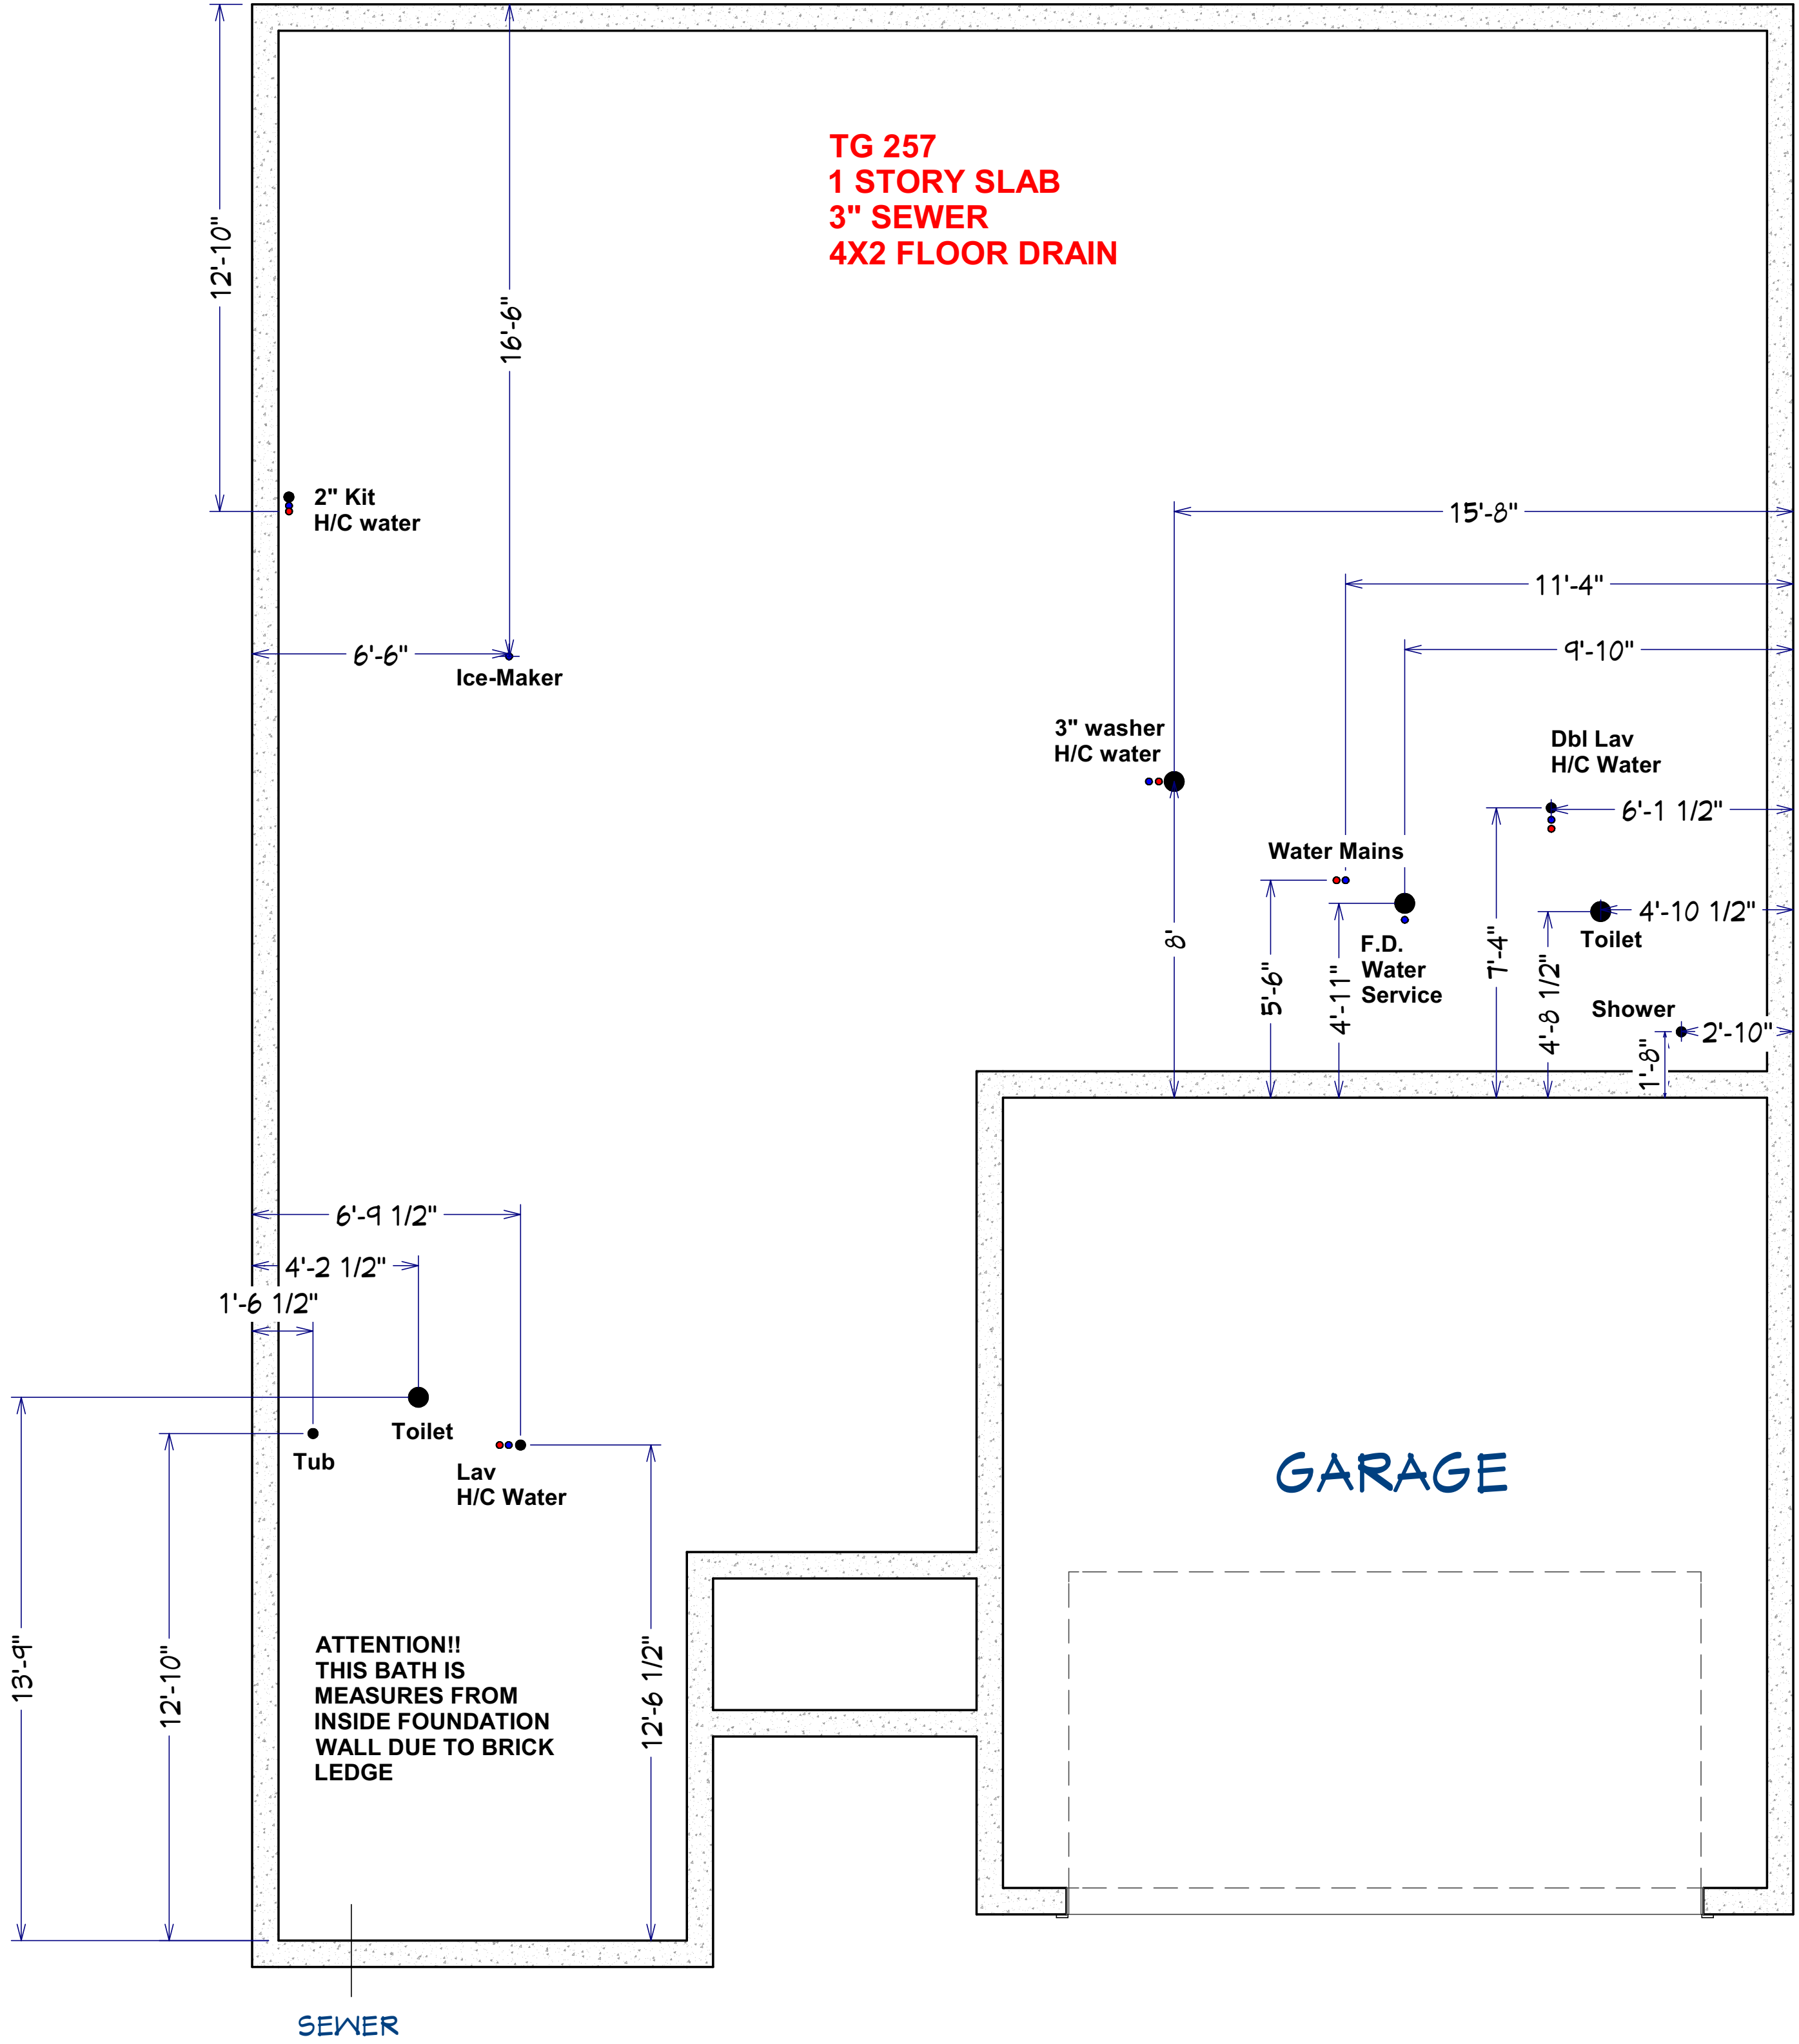 12'-10"
16'-6"
TG 257
1 STORY SLAB
3" SEWER
4X2 FLOOR DRAIN
2" Kit
H/C water
15'-8"
11'-4"
6'-6"
9'-10"
Ice-Maker
3" washer
H/C water
Dbl Lav
H/C Water
6'-1 1/2"
Water Mains
4'-10 1/2"
Toilet
8'
F.D.
Water
Service
7'-4"
5'-6"
4'-11"
4'-8 1/2"
Shower
2'-10"
1'-8"
6'-9 1/2"
4'-2 1/2"
1'-6 1/2"
Toilet
Tub
Lav
H/C Water
GARAGE
13'-9"
12'-10"
12'-6 1/2"
ATTENTION!!
THIS BATH IS
MEASURES FROM
INSIDE FOUNDATION
WALL DUE TO BRICK
LEDGE
SEWER